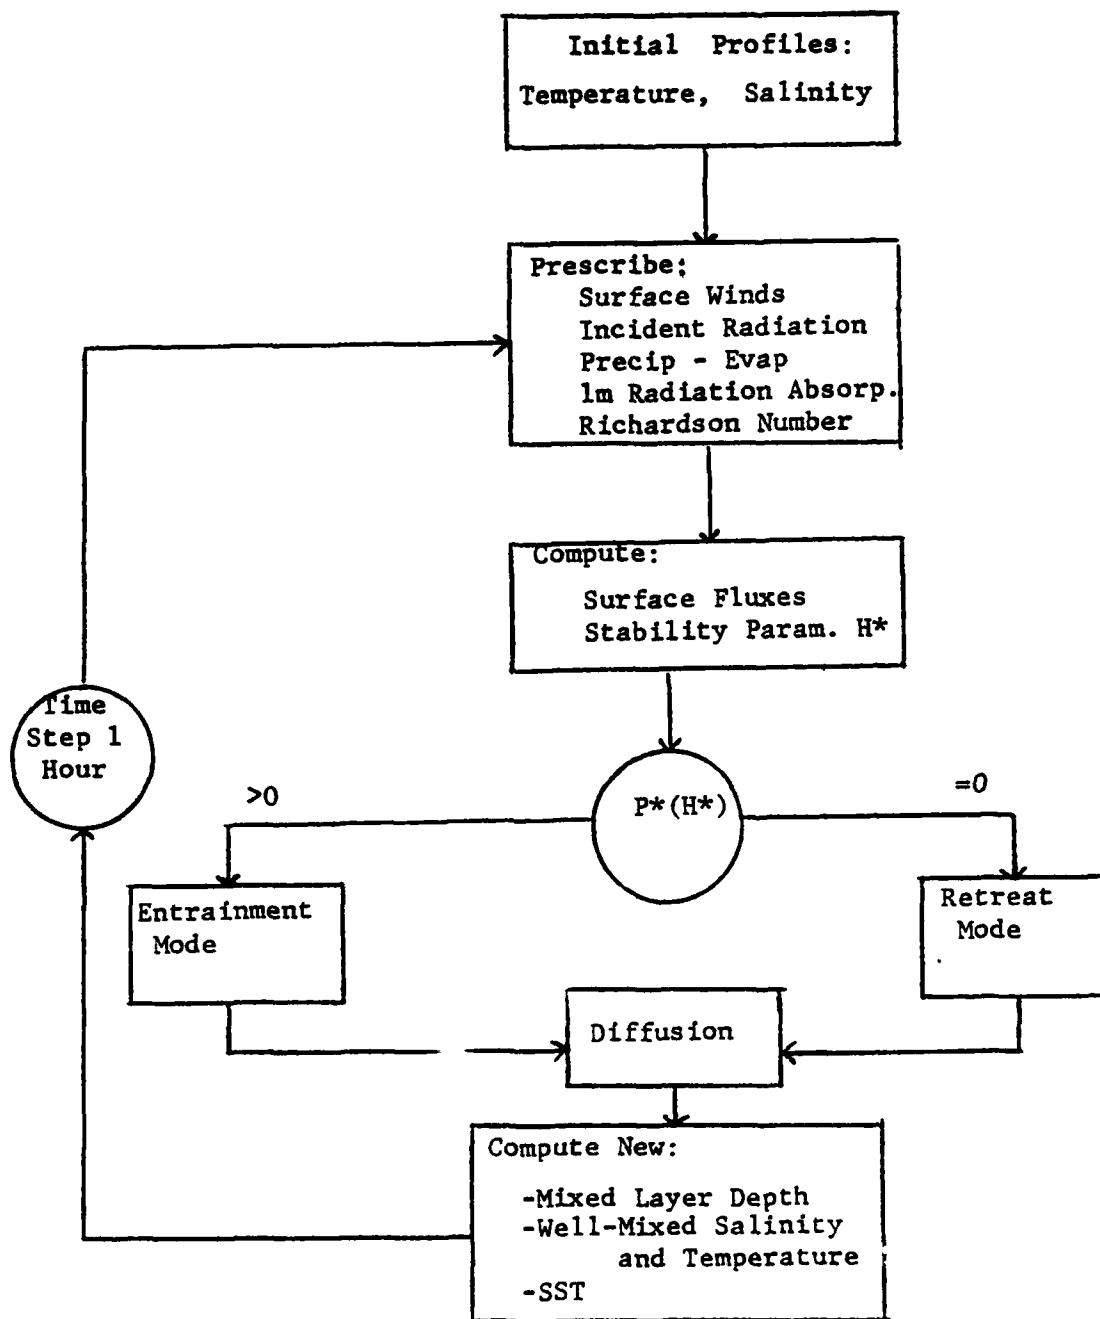 Initial Profiles:
Temperature, Salinity
Prescribe:
Surface Winds
Incident Radiation
Precip - Evap
1m Radiation Absorp.
Richardson Number
Compute:
Surface Fluxes
Stability Param. H*
Time
Step 1
Hour
>0
P*(H*)
=0
Entrainment
Mode
Retreat
Mode
Diffusion
Compute New:
-Mixed Layer Depth
-Well-Mixed Salinity
and Temperature
-SST